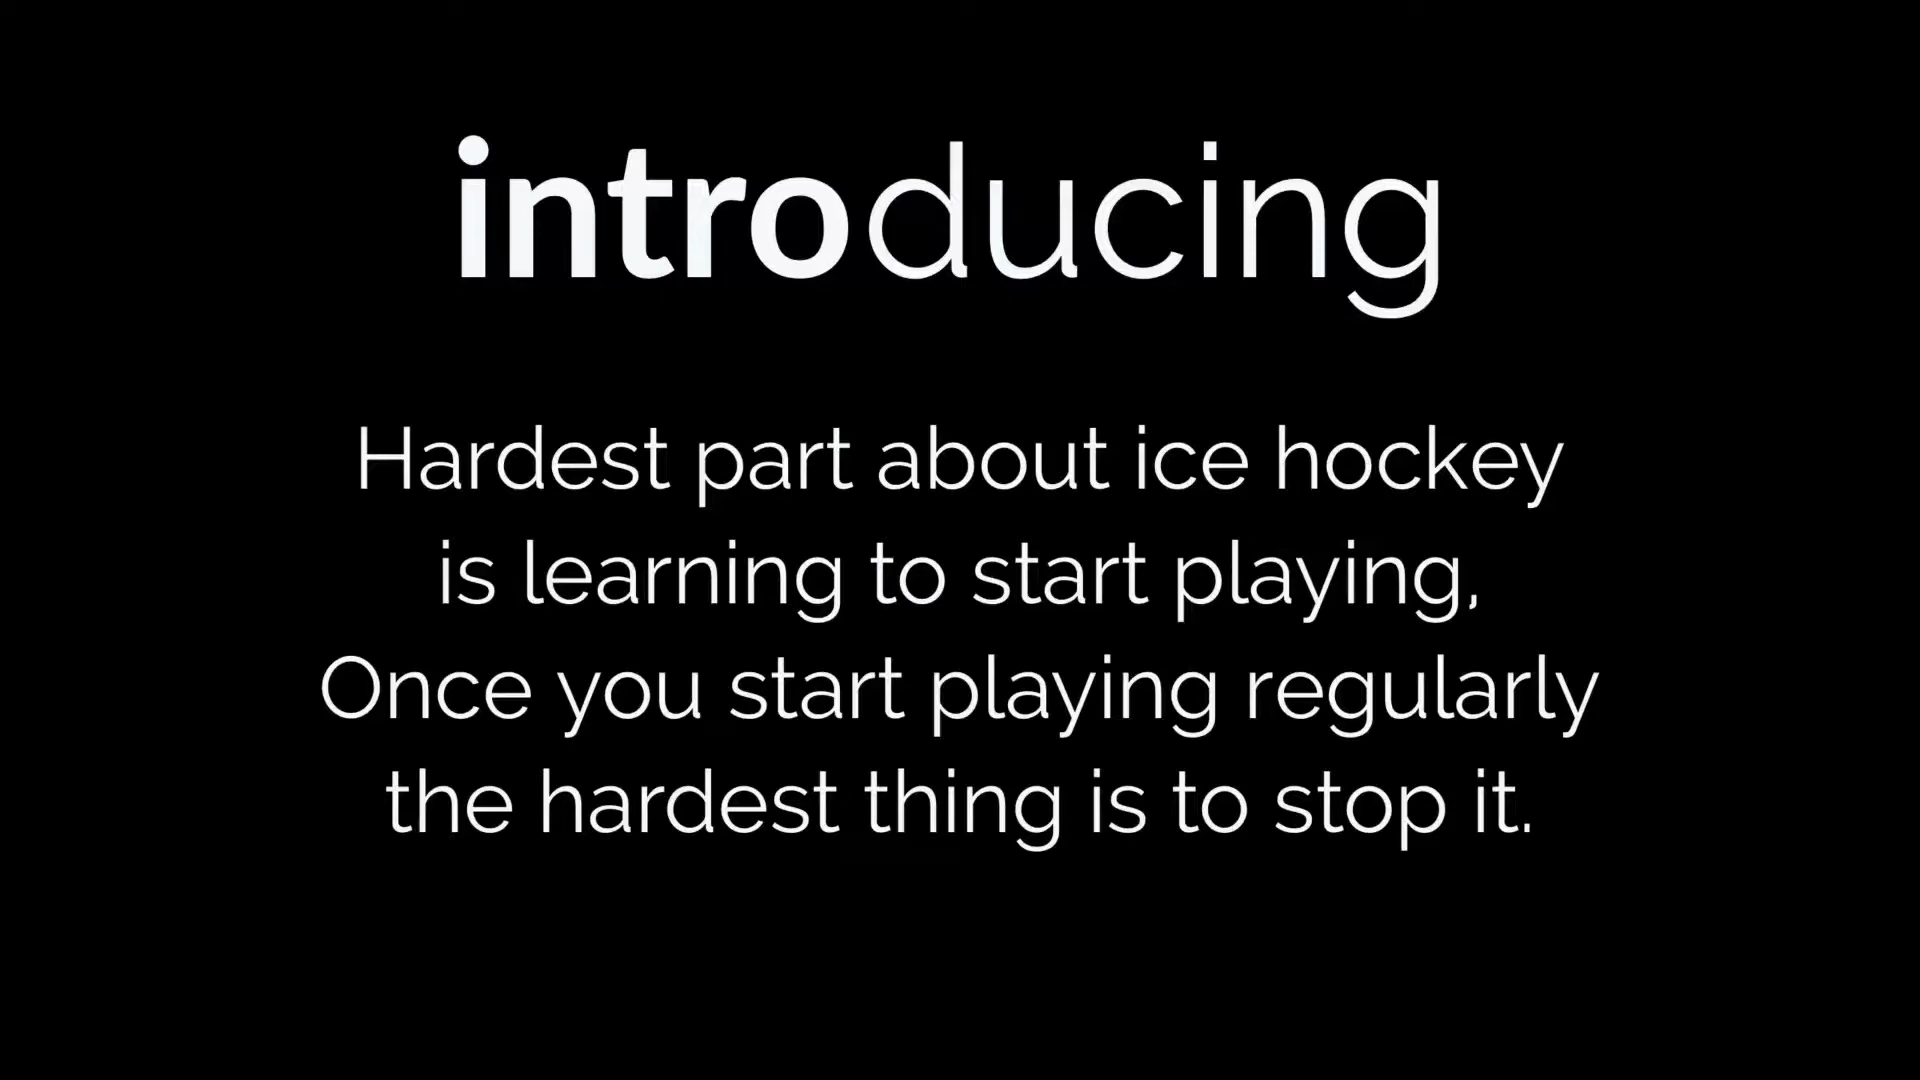 introducing
Hardest part about ice hockey
is learning to start playing,
Once you start playing regularly
the hardest thing is to stop it.